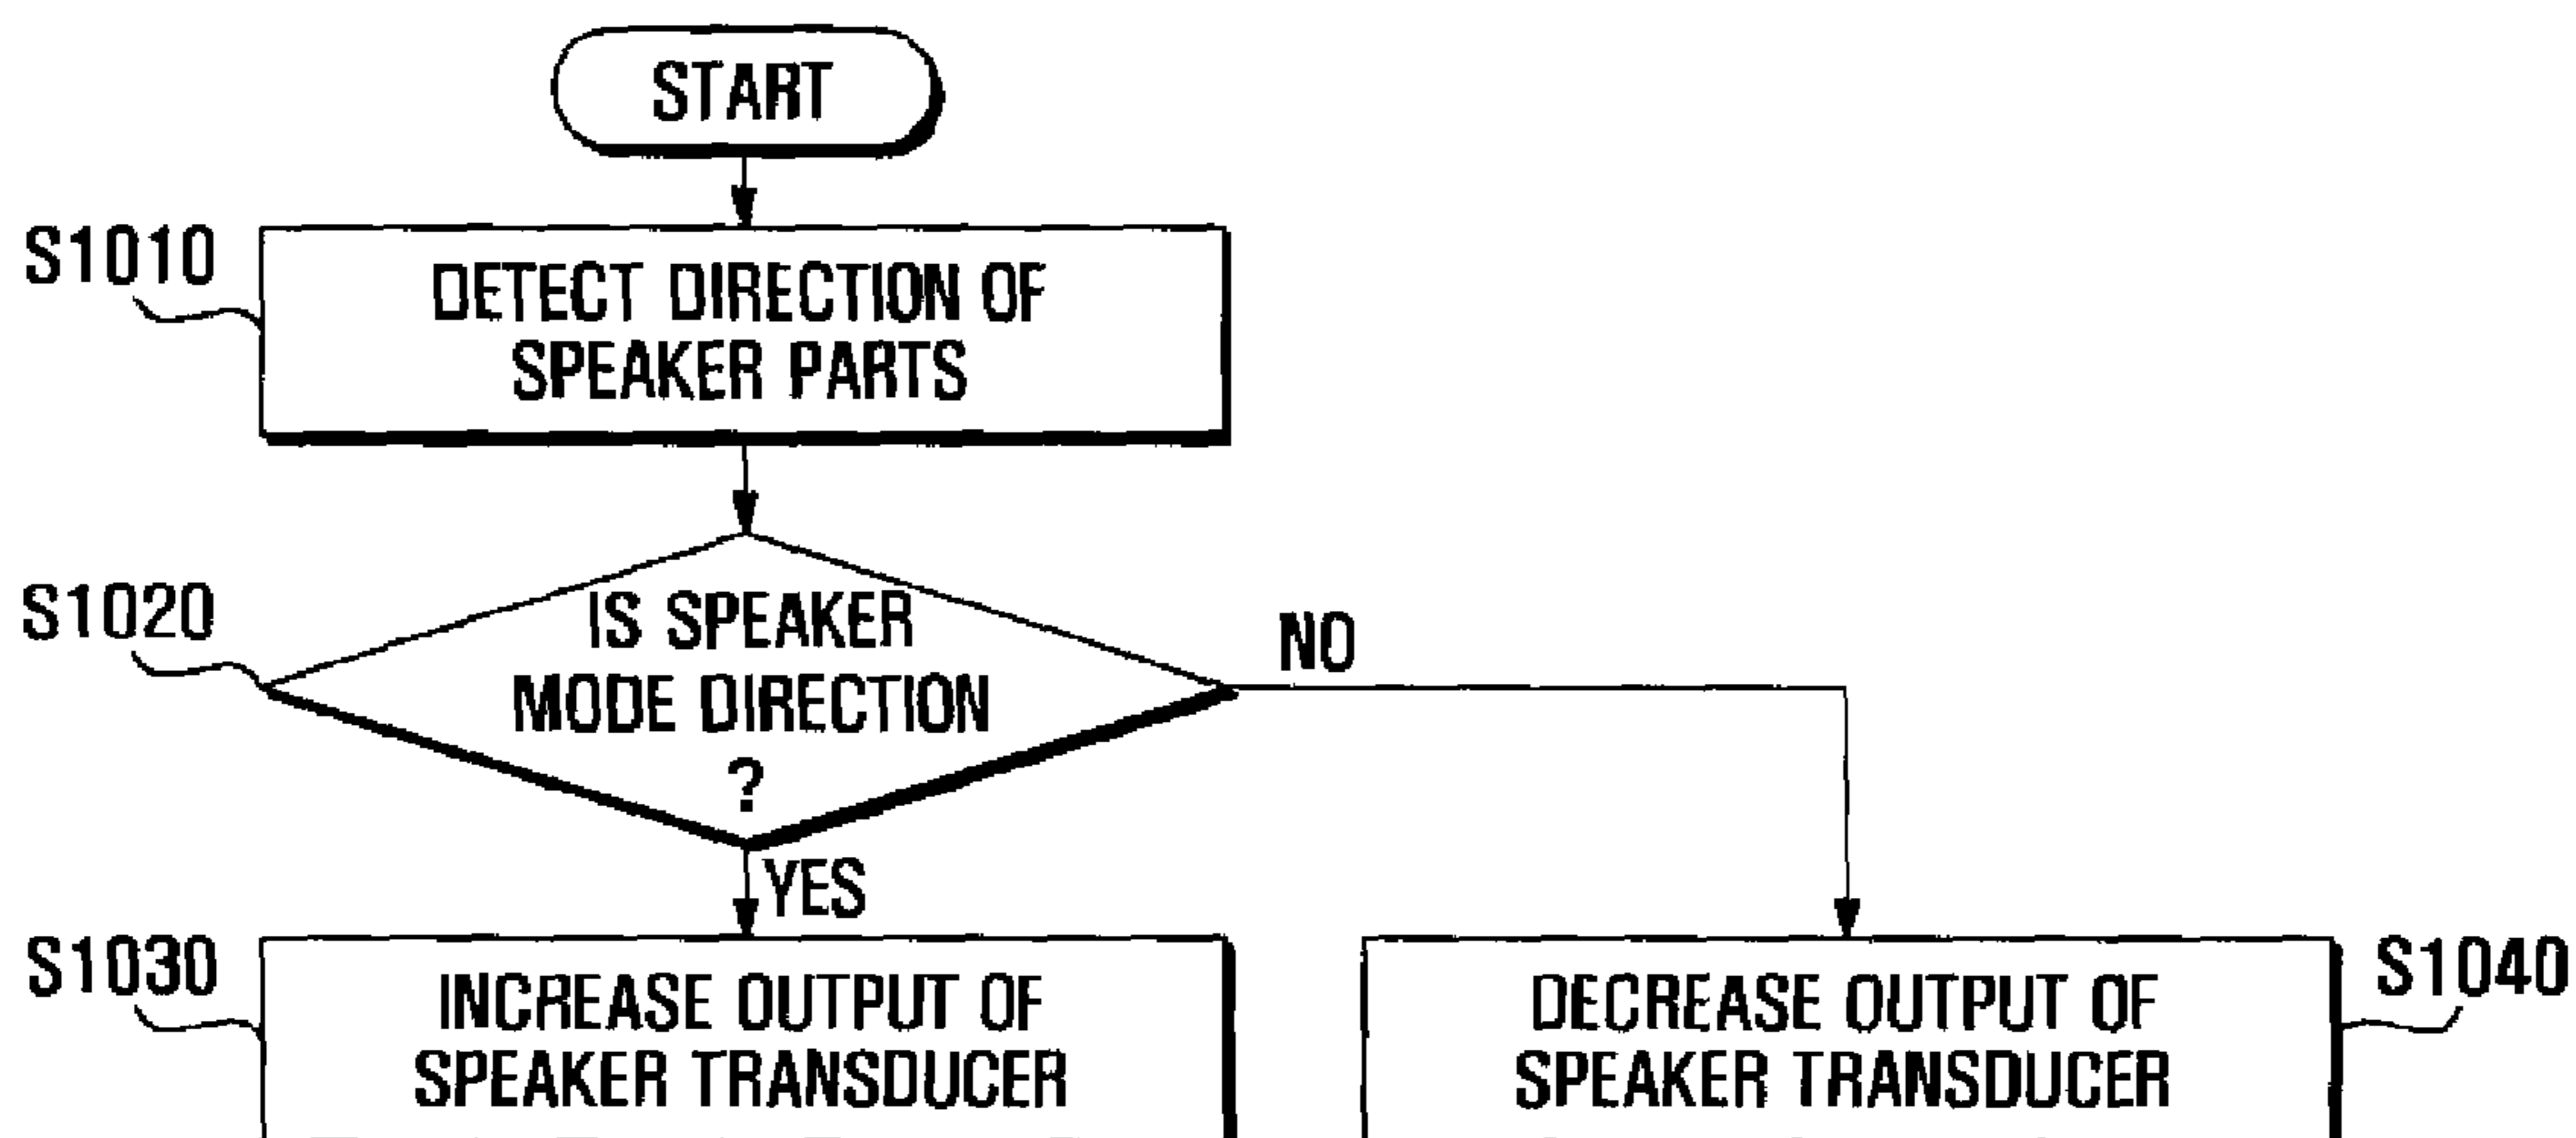 START
S1010
DETECT DIRECTION OF
SPEAKER PARTS
S1020
IS SPEAKER
MODE DIRECTION
?
NO
YES
S1030
INCREASE OUTPUT OF
SPEAKER TRANSDUCER
DECREASE OUTPUT OF
SPEAKER TRANSDUCER
S1040